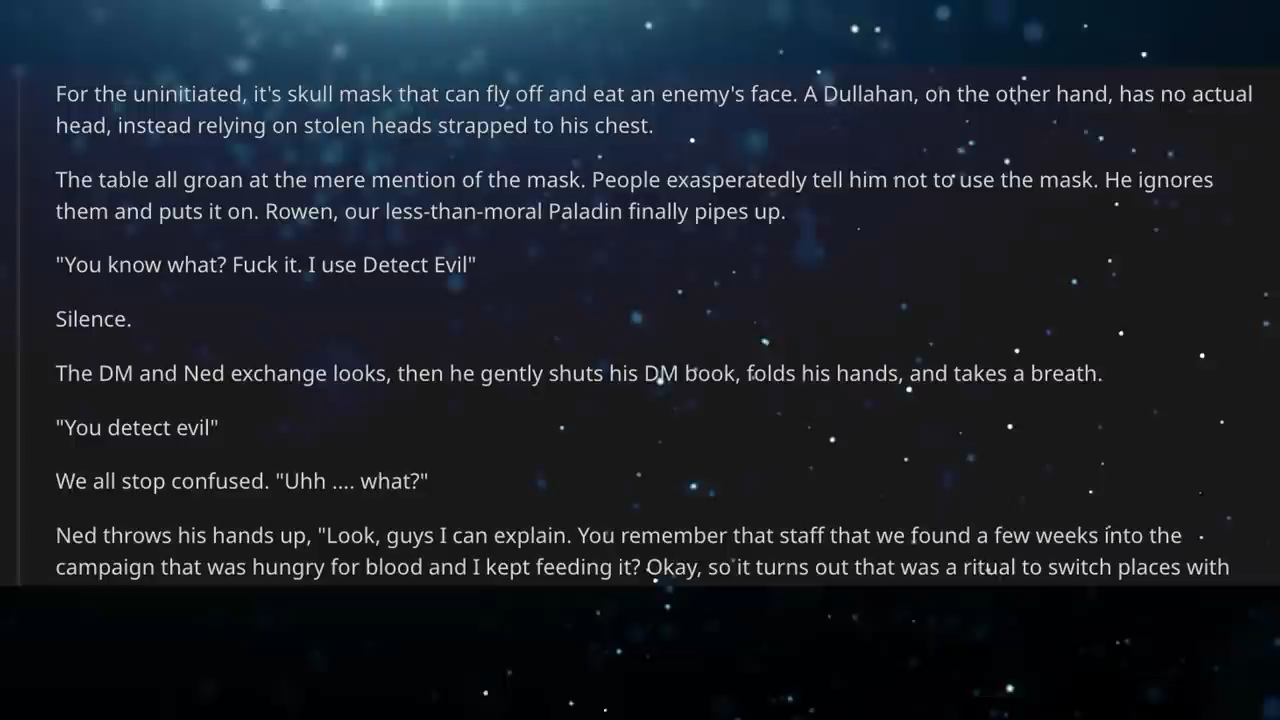 For the uninitiated, it's skull mask that can fly off and eat an enemy's face. A Dullahan, on the other hand, has no actual
head, instead relying on stolen heads strapped to his chest.
The table all groan at the mere mention of the mask. People exasperatedly tell him not to use the mask. He ignores
them and puts it on. Rowen, our less-than-moral Paladin finally pipes up.
"You know what? Fuck it. I use Detect Evil"
Silence.
The DM and Ned exchange looks, then he gently shuts his DM book, folds his hands, and takes a breath.
"You detect evil"
We all stop confused. "Uhh .... what?"
Ned throws his hands up, "Look, guys I can explain. You remember that staff that we found a few weeks into the
campaign that was hungry for blood and I kept feeding it? Okay, so it turns out that was a ritual to switch places with